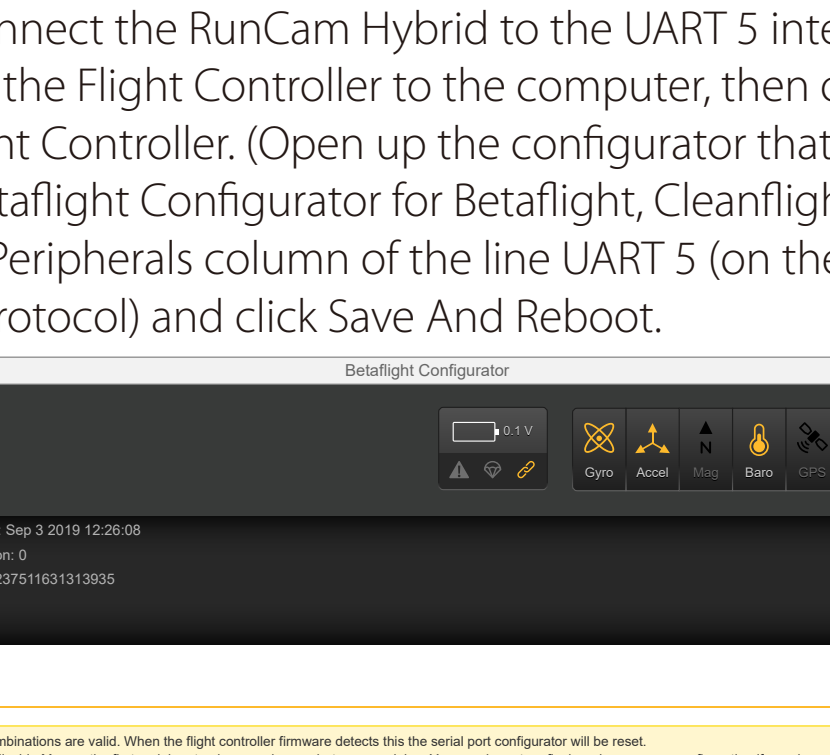 nnect the RunCam Hybrid to the UART 5 inte
the Flight Controller to the computer, then
nt Controller. (Open up the configurator that
taflight Configurator for Betaflight, Cleanfligh
Peripherals column of the line UART 5 (on the
rotocol) and click Save And Reboot.
Betaflight Configurator
0.1 V
N
Gyro Accel Mag Baro GPS
: Sep 3 2019 12:26:08
on: 0
237511631313935
mbinations are valid. When the flight controller firmware detects this the serial port configurator will be reset.